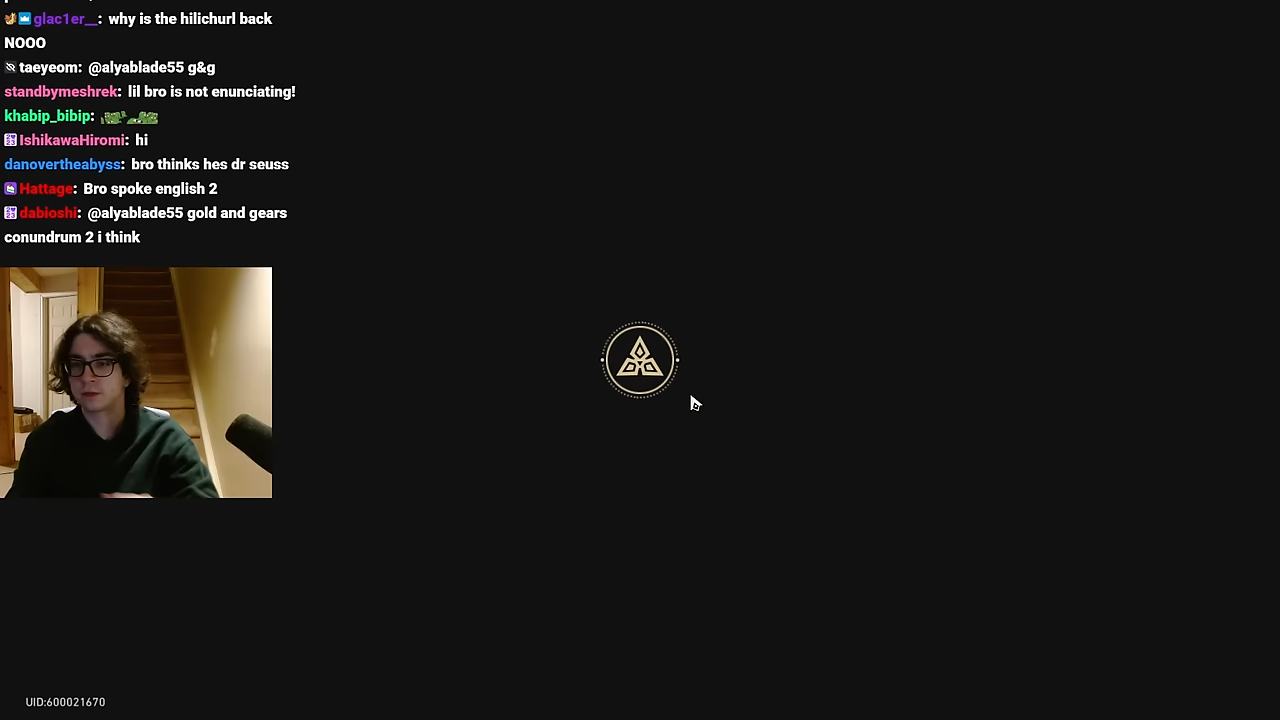 glac1er__: why is the hilichurl back
NOOO
taeyeom: @alyablade55 g&g
standbymeshrek: lil bro is not enunciating!
khabip_bibip:
IshikawaHiromi: hi
danovertheabyss: bro thinks hes dr seuss
Hattage: Bro spoke english 2
dabioshi: @alyablade55 gold and gears
conundrum 2 i think
UID:600021670